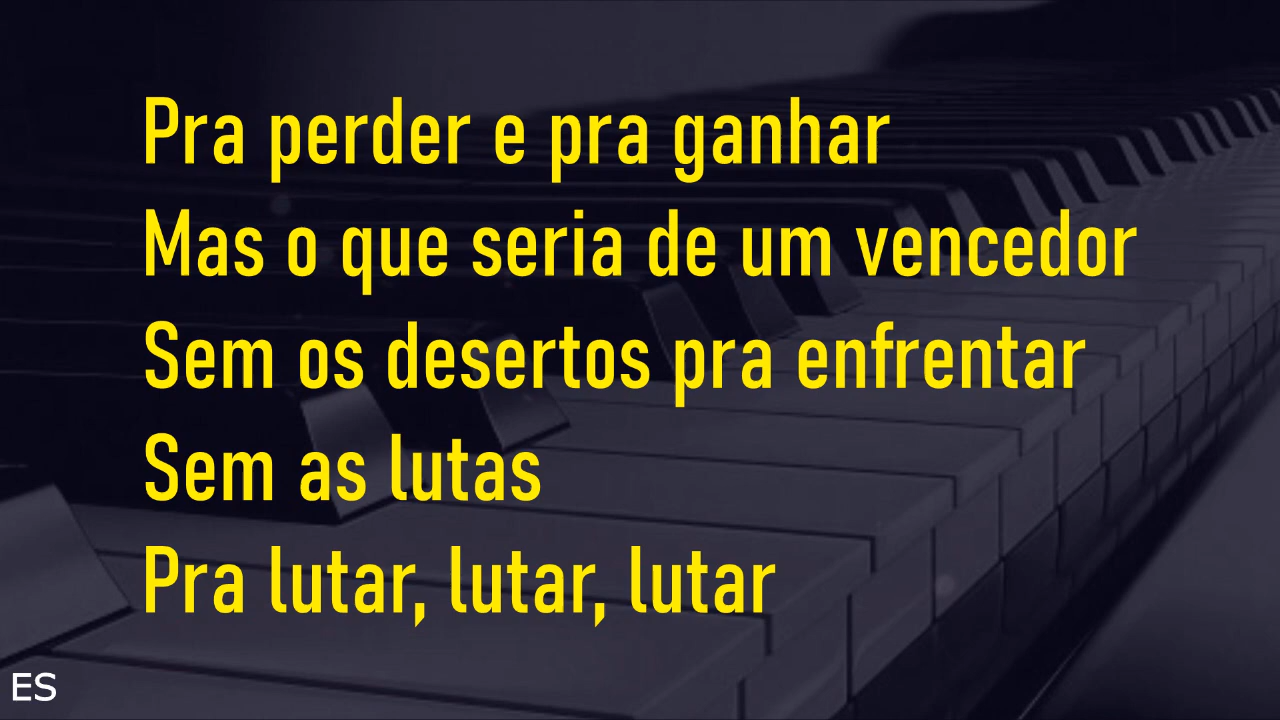 Pra perder e pra ganhar
Mas o que seria de um vencedor
Sem os desertos pra enfrentar
Sem as lutas
Pra lutar, lutar, lutar
ES